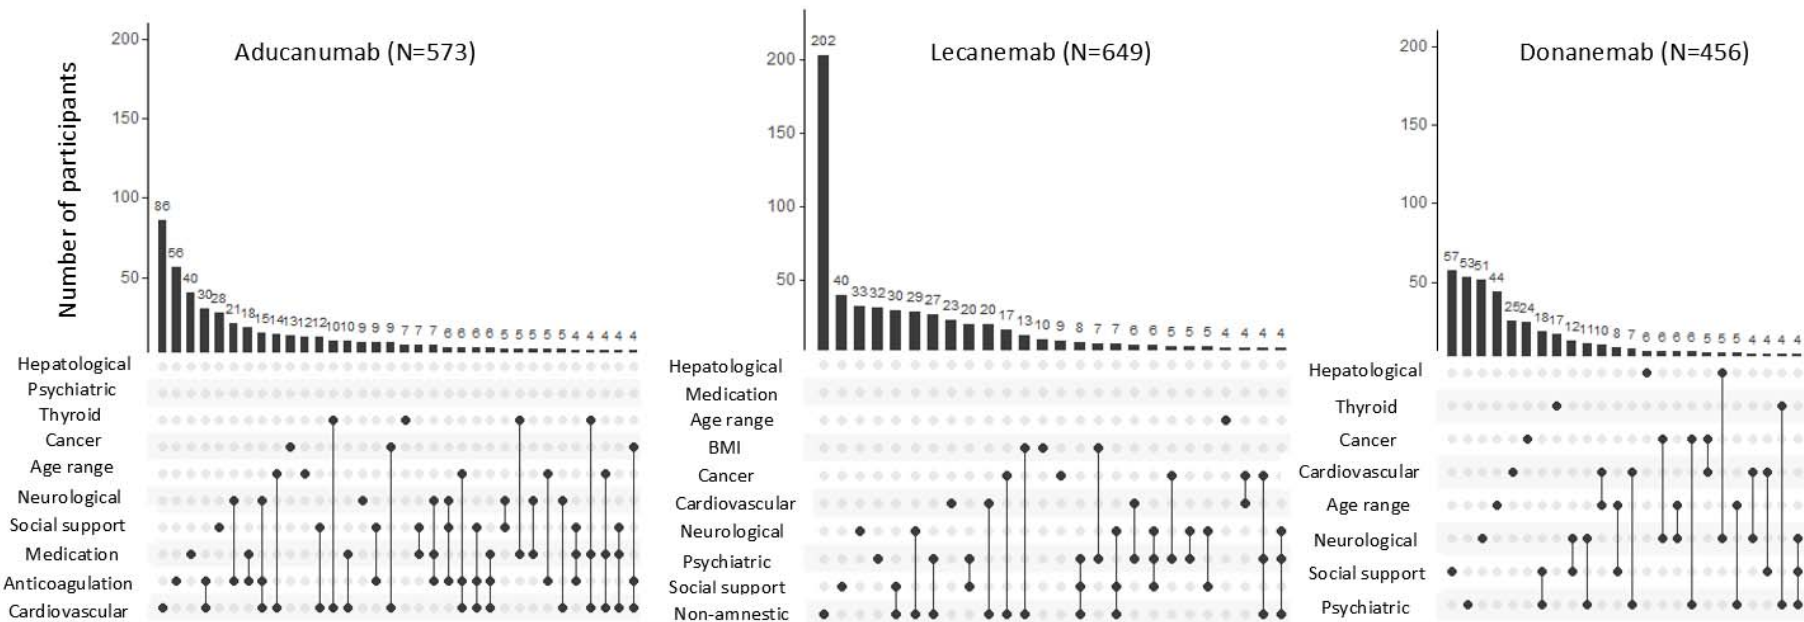 Aducanumab (N=573)
Number of participants
200
150
100
50
86 56 40 30 28 21 18 15 14 13 12 12 10 10 9 9 9 7 7 7 6 6 6 6 5 5 5 5 5 4 4 4 4 4
Hepatological
Psychiatric
Thyroid
Cancer
Age range
Neurological
Social support
Medication
Anticoagulation
Cardiovascular
Lecanemab (N=649)
200
150
100
50
202 40 33 32 30 29 27 23 20 20 17 13 10 9 8 7 7 6 6 5 5 5 4 4 4 4
Hepatological
Medication
Age range
BMI
Cancer
Cardiovascular
Neurological
Psychiatric
Social support
Non-amnestic
Donanemab (N=456)
200
150
100
50
57 53 51 44 25 24 18 17 12 11 10 8 7 6 6 6 6 5 5 5 4 4 4 4
Hepatological
Thyroid
Cancer
Cardiovascular
Age range
Neurological
Social support
Psychiatric